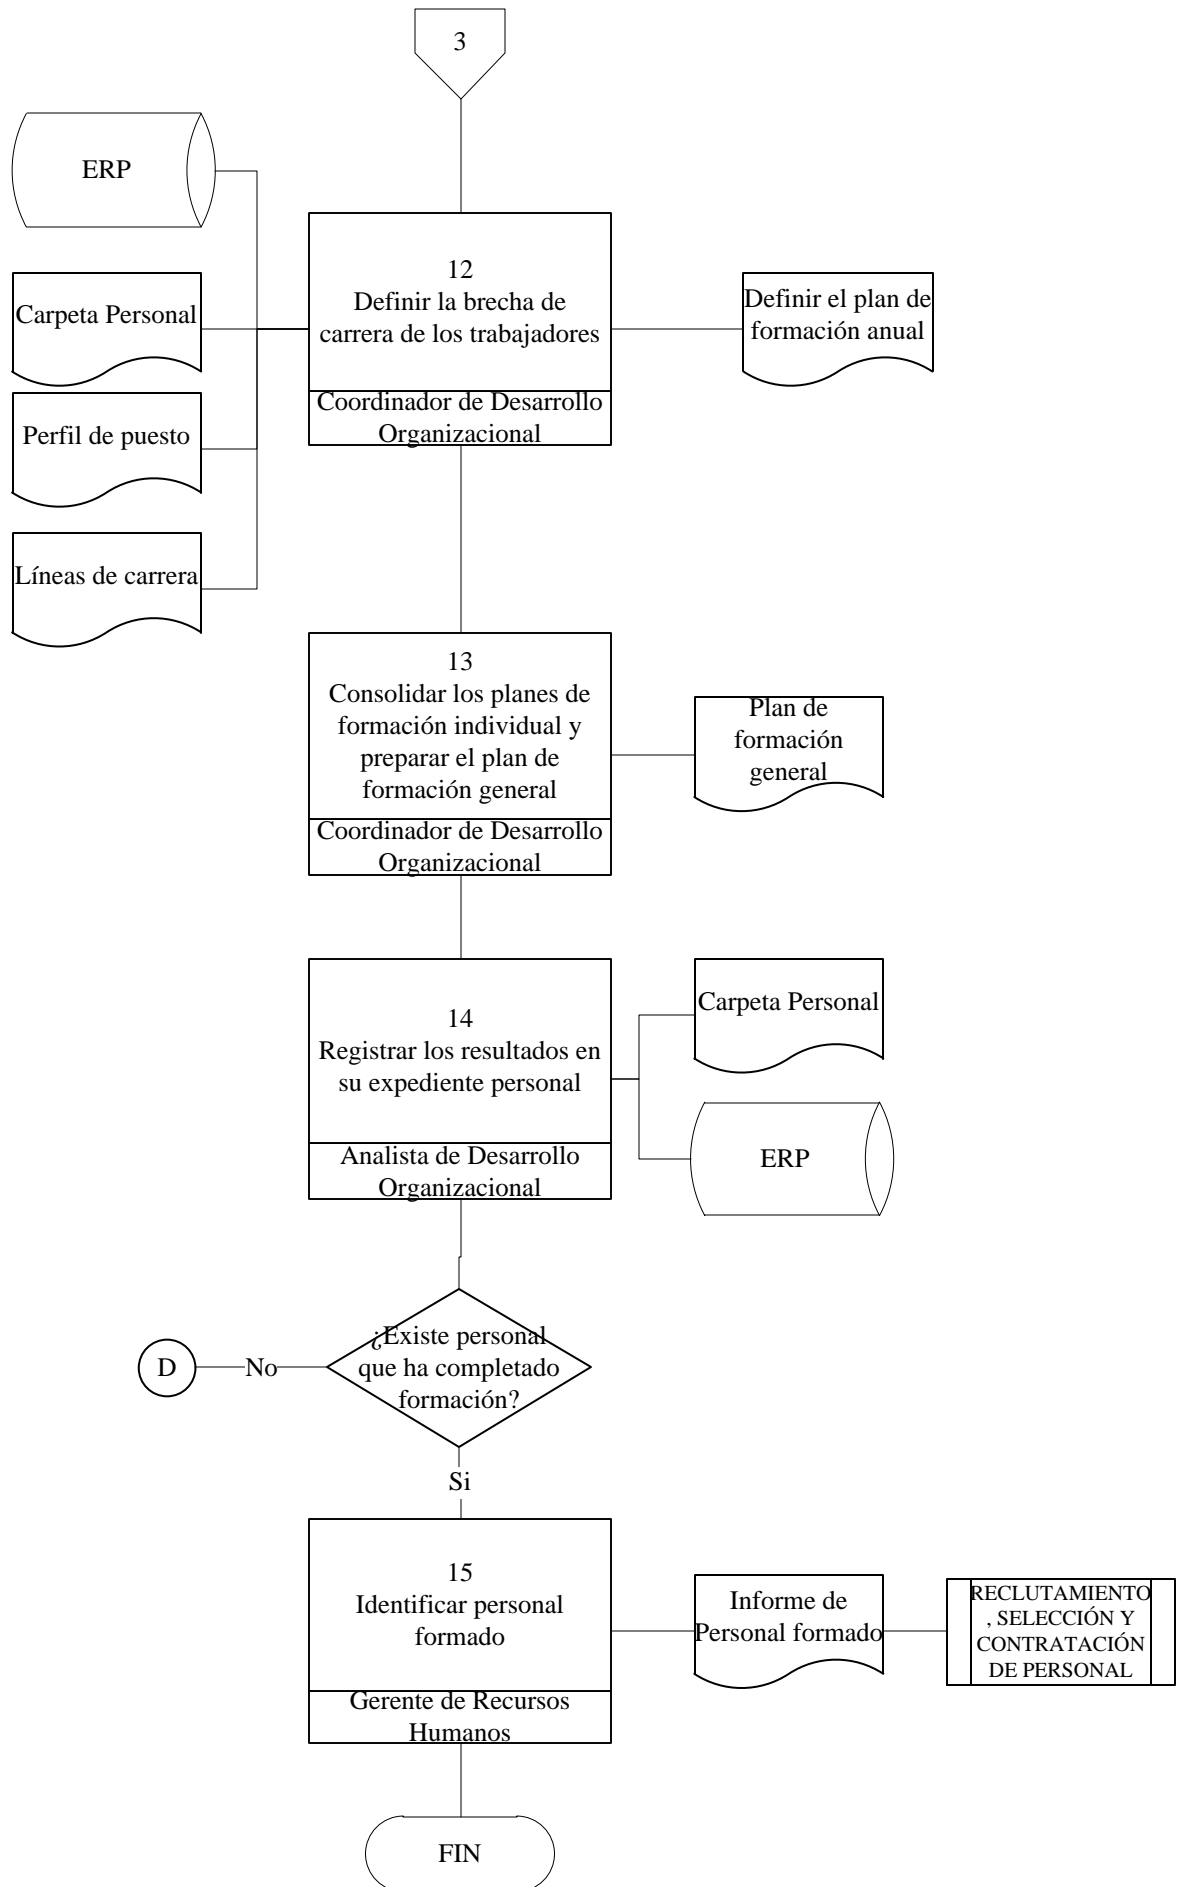 3
ERP
12
Definir la brecha de
carrera de los trabajadores
Coordinador de Desarrollo
Organizacional
Carpeta Personal
Perfil de puesto
Líneas de carrera
Definir el plan de
formación anual
13
Consolidar los planes de
formación individual y
preparar el plan de
formación general
Coordinador de Desarrollo
Organizacional
Plan de
formación
general
14
Registrar los resultados en
su expediente personal
Analista de Desarrollo
Organizacional
Carpeta Personal
ERP
¿Existe personal
que ha completado
formación?
No
D
Si
15
Identificar personal
formado
Gerente de Recursos
Humanos
Informe de
Personal formado
RECLUTAMIENTO
, SELECCIÓN Y
CONTRATACIÓN
DE PERSONAL
FIN